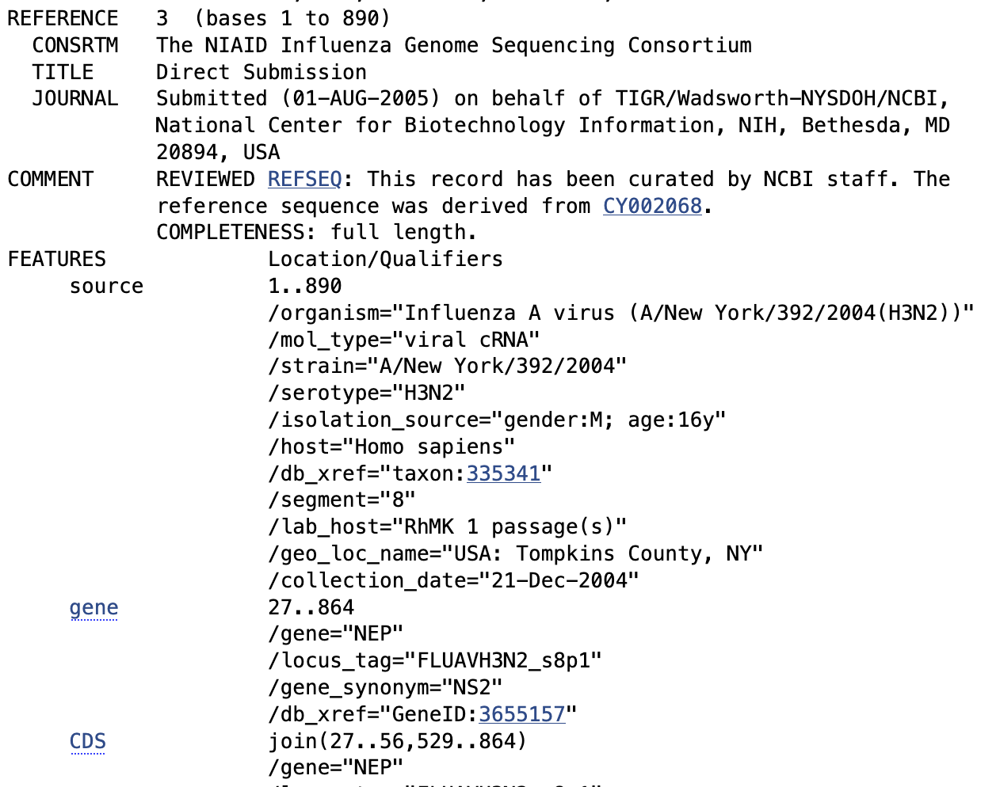 REFERENCE 3 (bases 1 to 890)
CONSRTM The NIAID Influenza Genome Sequencing Consortium
TITLE Direct Submission
JOURNAL Submitted (01-AUG-2005) on behalf of TIGR/Wadsworth-NYSDOH/NCBI,
National Center for Biotechnology Information, NIH, Bethesda, MD
20894, USA
COMMENT REVIEWED REFSEQ: This record has been curated by NCBI staff. The
reference sequence was derived from CY002068.
COMPLETENESS: full length.
FEATURES Location/Qualifiers
source 1..890
/organism="Influenza A virus (A/New York/392/2004(H3N2))"
/mol_type="viral cRNA"
/strain="A/New York/392/2004"
/serotype="H3N2"
/isolation_source="gender:M; age:16y"
/host="Homo sapiens"
/db_xref="taxon:335341"
/segment="8"
/lab_host="RhMK 1 passage(s)"
/geo_loc_name="USA: Tompkins County, NY"
/collection_date="21-Dec-2004"
gene 27..864
/gene="NEP"
/locus_tag="FLUAVH3N2_s8p1"
/gene_synonym="NS2"
/db_xref="GeneID:3655157"
CDS join(27..56,529..864)
/gene="NEP"